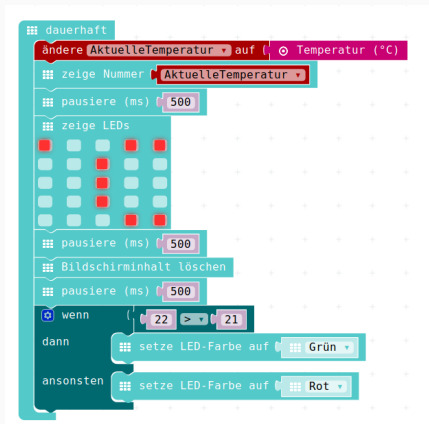 dauerhaft
ändere AktuelleTemperatur auf Temperatur (°C)
zeige Nummer AktuelleTemperatur
pausiere (ms) 500
zeige LEDs
pausiere (ms) 500
Bildschirminhalt löschen
pausiere (ms) 500
wenn 22 > 21
dann setze LED-Farbe auf Grün
ansonsten setze LED-Farbe auf Rot